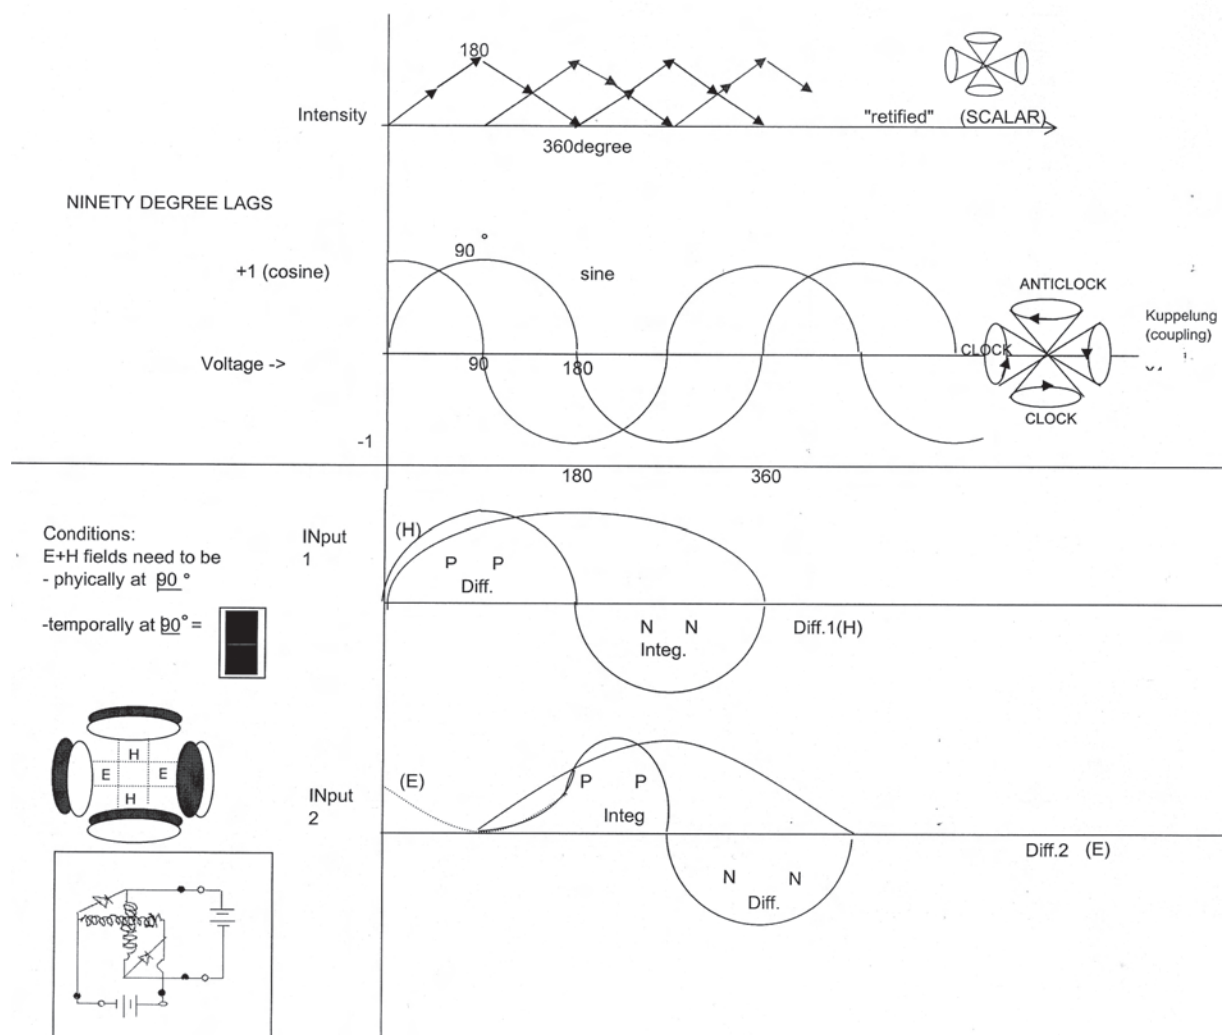 180
Intensity
"retified" (SCALAR)
360degree
NINETY DEGREE LAGS
90 °
+1 (cosine)
sine
ANTICLOCK
Kuppelung
(coupling)
CLOCK
Voltage ->
90
180
CLOCK
-1
180
360
Conditions:
E+H fields need to be
- phyically at 90 °
-temporally at 90° =
INput
1
(H)
P P
Diff.
N N
Integ.
Diff.1(H)
H
E E
H
INput
2
(E)
P P
Integ
Diff.2 (E)
N N
Diff.